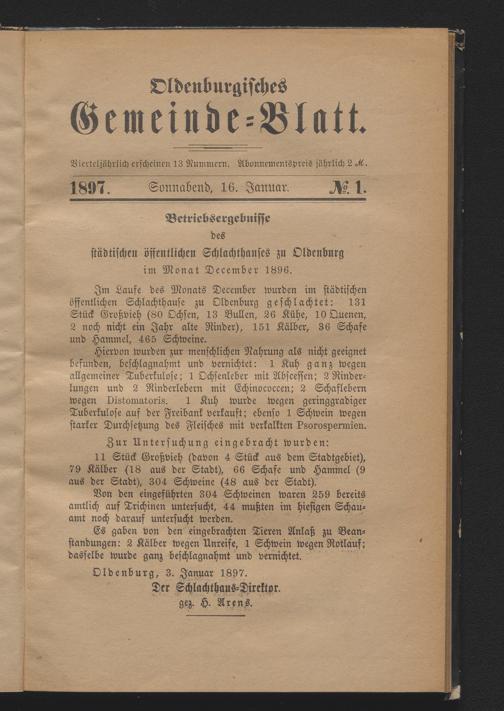 Oldenburgisches
Gemeinde-Blatt.
Vierteljährlich erscheinen 13 Nummern. Abonnementspreis jährlich 2 ℳ.
1897. Sonnabend, 16. Januar. № 1.
Betriebsergebnisse
des
städtischen öffentlichen Schlachthauses zu Oldenburg
im Monat December 1896.
Im Laufe des Monats December wurden im städtischen
öffentlichen Schlachthause zu Oldenburg geschlachtet: 131
Stück Großvieh (80 Ochsen, 13 Bullen, 26 Kühe, 10 Quenen,
2 noch nicht ein Jahr alte Rinder), 151 Kälber, 36 Schafe
und Hammel, 465 Schweine.
Hiervon wurden zur menschlichen Nahrung als nicht geeignet
befunden, beschlagnahmt und vernichtet: 1 Kuh ganz wegen
allgemeiner Tuberkulose; 1 Ochsenleber mit Abscessen; 2 Rinder-
lungen und 2 Rinderlebern mit Echinococcen; 2 Schaflebern
wegen Distomatoris. 1 Kuh wurde wegen geringgradiger
Tuberkulose auf der Freibank verkauft; ebenso 1 Schwein wegen
starker Durchsetzung des Fleisches mit verkalkten Psorospermien.
Zur Untersuchung eingebracht wurden:
11 Stück Großvieh (davon 4 Stück aus dem Stadtgebiet),
79 Kälber (18 aus der Stadt), 66 Schafe und Hammel (9
aus der Stadt), 304 Schweine (48 aus der Stadt).
Von den eingeführten 304 Schweinen waren 259 bereits
amtlich auf Trichinen untersucht, 44 mußten im hiesigen Schau-
amt noch darauf untersucht werden.
Es gaben von den eingebrachten Tieren Anlaß zu Bean-
standungen: 2 Kälber wegen Unreife, 1 Schwein wegen Rotlauf;
dasselbe wurde ganz beschlagnahmt und vernichtet.
Oldenburg, 3. Januar 1897.
Der Schlachthaus-Direktor.
gez. H. Arens.